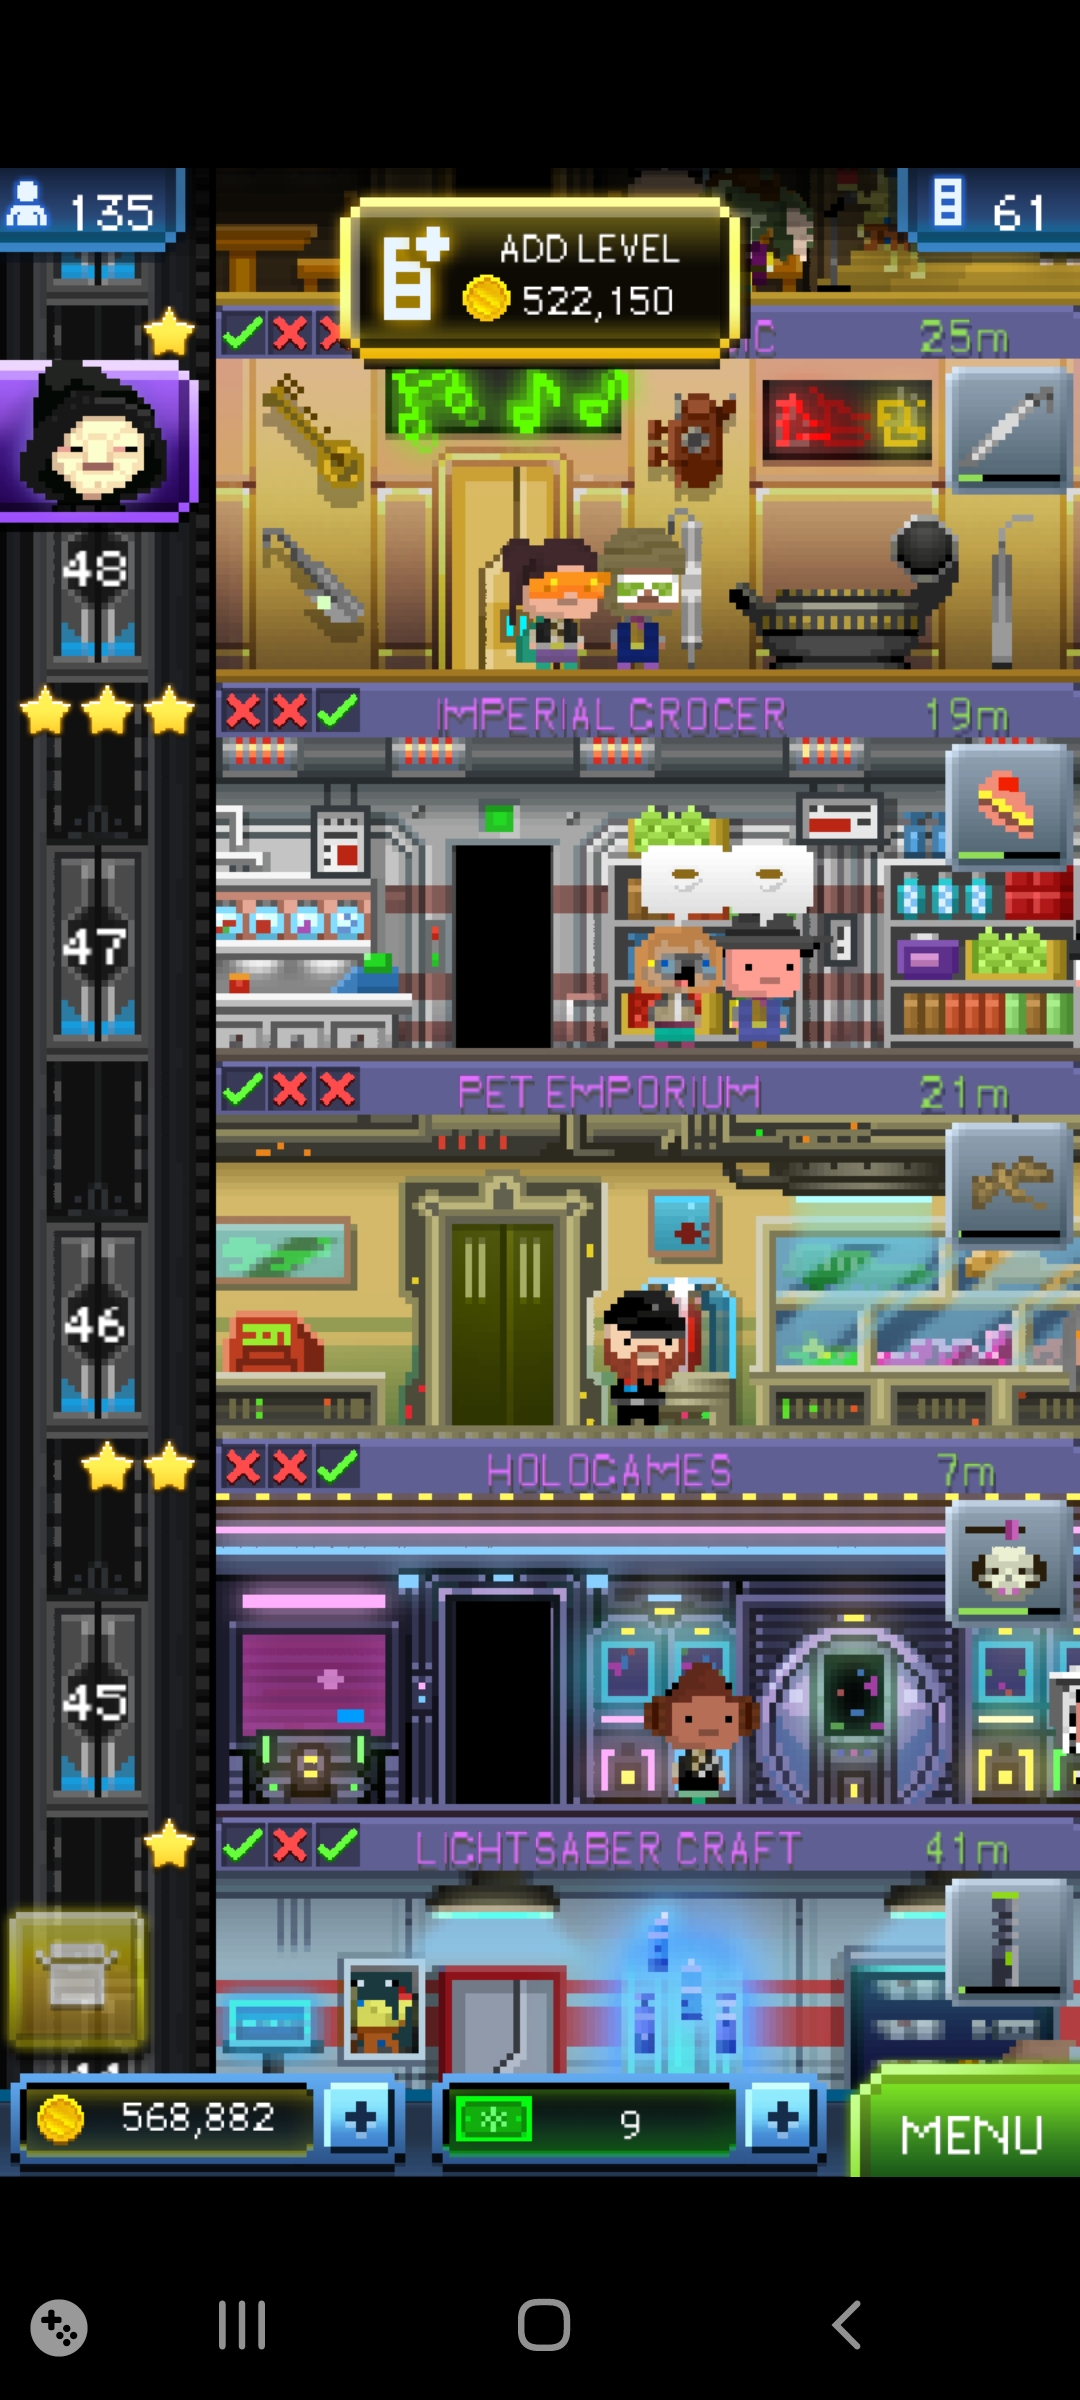 135
61
ADD LEVEL
522,150
25m
48
IMPERIAL GROCER
19m
47
PET EMPORIUM
21m
46
HOLOGAMES
7m
45
LIGHTSABER CRAFT
41m
568,882
9
MENU